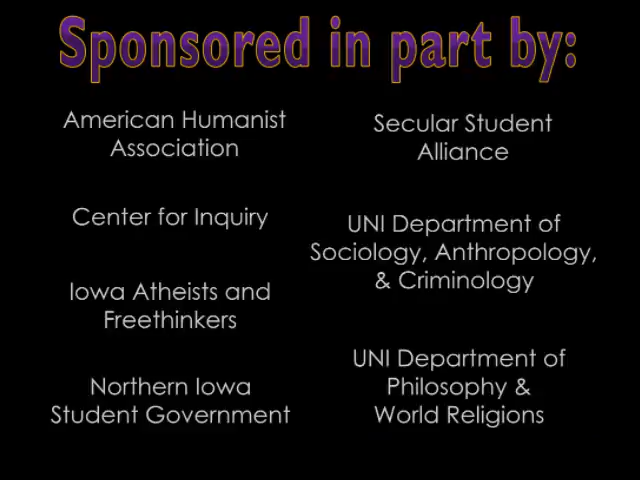 Sponsored in part by:
American Humanist
Association
Center for Inquiry
Iowa Atheists and
Freethinkers
Northern Iowa
Student Government
Secular Student
Alliance
UNI Department of
Sociology, Anthropology,
& Criminology
UNI Department of
Philosophy &
World Religions